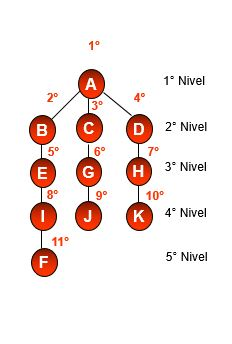 1°
A 1° Nivel
2° 3° 4°
B C D 2° Nivel
5° 6° 7°
E G H 3° Nivel
8° 9° 10°
I J K 4° Nivel
11°
F 5° Nivel